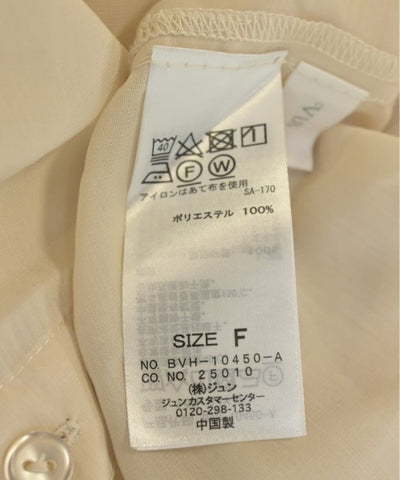 40
F W
アイロンはあて布を使用
SA-170
ポリエステル 100%
SIZE F
NO. BVH-10450-A
CO. NO. 25010
(株)ジュン
ジュンカスタマーセンター
0120-298-133
中国製